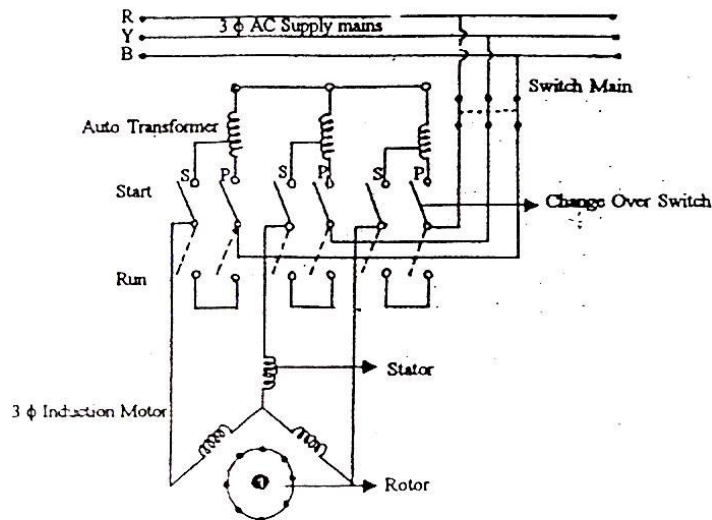 R
3 ϕ AC Supply mains
Y
B
Switch Main
Auto Transformer
S P S P S P
Start
Change Over Switch
Run
Stator
3 ϕ Induction Motor
Rotor